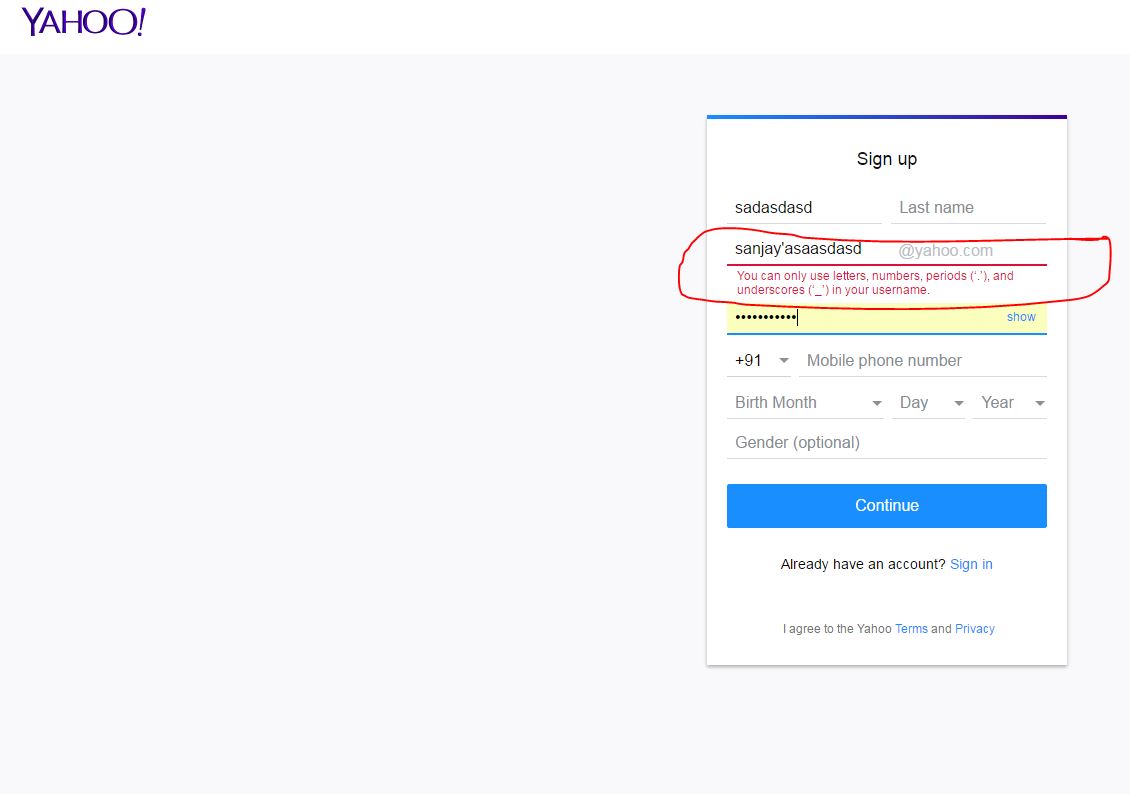 YAHOO!
Sign up
sadasdasd Last name
sanjay'asaasdasd @yahoo.com
You can only use letters, numbers, periods (‘.’), and
underscores (‘_’) in your username.
••••••••••• show
+91 Mobile phone number
Birth Month Day Year
Gender (optional)
Continue
Already have an account? Sign in
I agree to the Yahoo Terms and Privacy